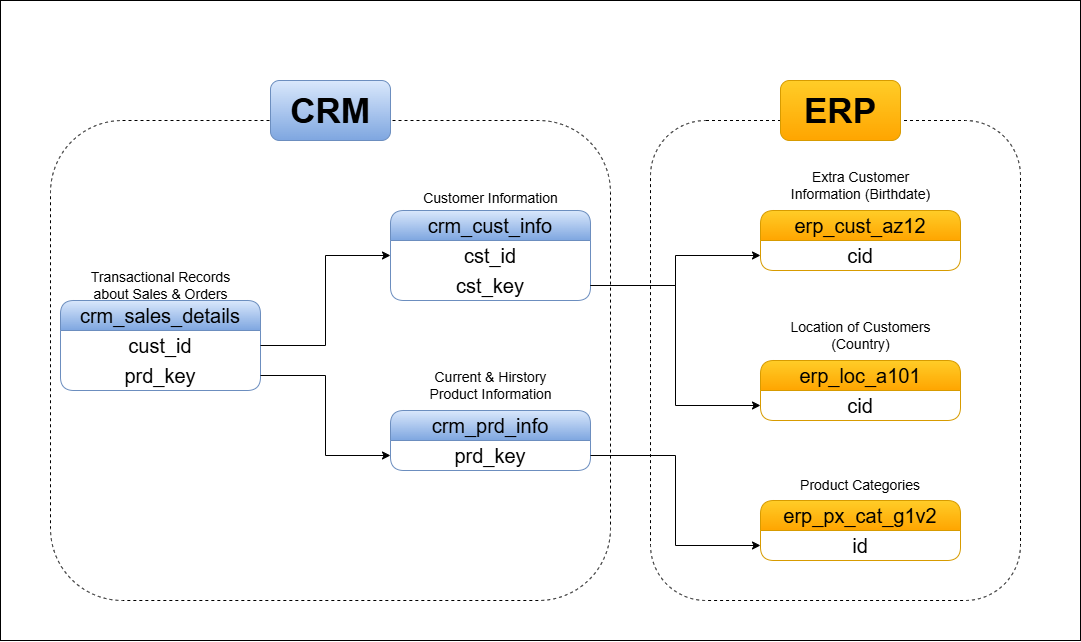 CRM
ERP
Customer Information
crm_cust_info
cst_id
cst_key
Transactional Records
about Sales & Orders
crm_sales_details
cust_id
prd_key
Current & Hirstory
Product Information
crm_prd_info
prd_key
Extra Customer
Information (Birthdate)
erp_cust_az12
cid
Location of Customers
(Country)
erp_loc_a101
cid
Product Categories
erp_px_cat_g1v2
id